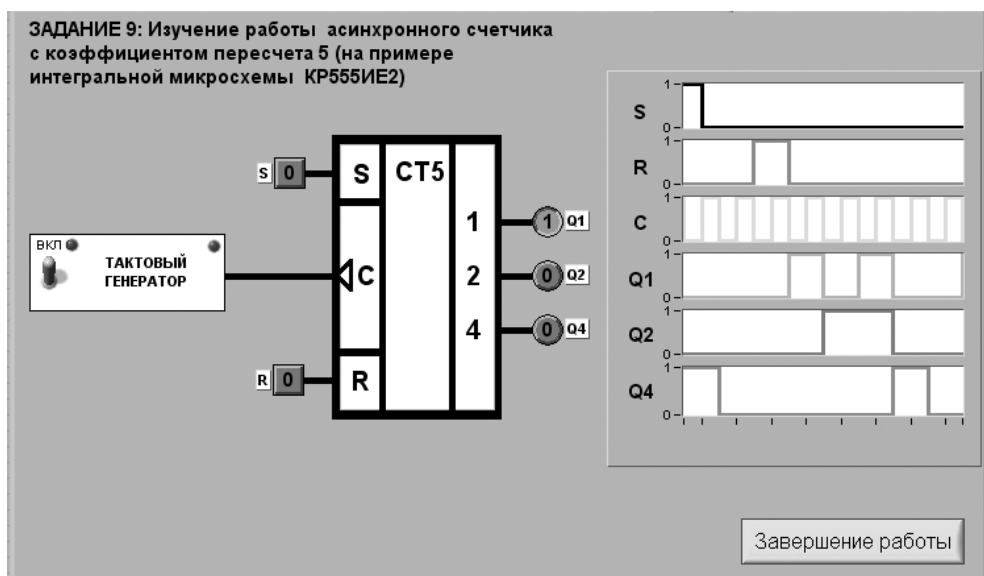 ЗАДАНИЕ 9: Изучение работы асинхронного счетчика
с коэффициентом пересчета 5 (на примере
интегральной микросхемы КР555ИЕ2)
S 0
S
CT5
1
1 Q1
ВКЛ
ТАКТОВЫЙ
ГЕНЕРАТОР
C
2
0 Q2
4
0 Q4
R 0
R
1
S
0
1
R
0
1
C
0
1
Q1
0
1
Q2
0
1
Q4
0
Завершение работы